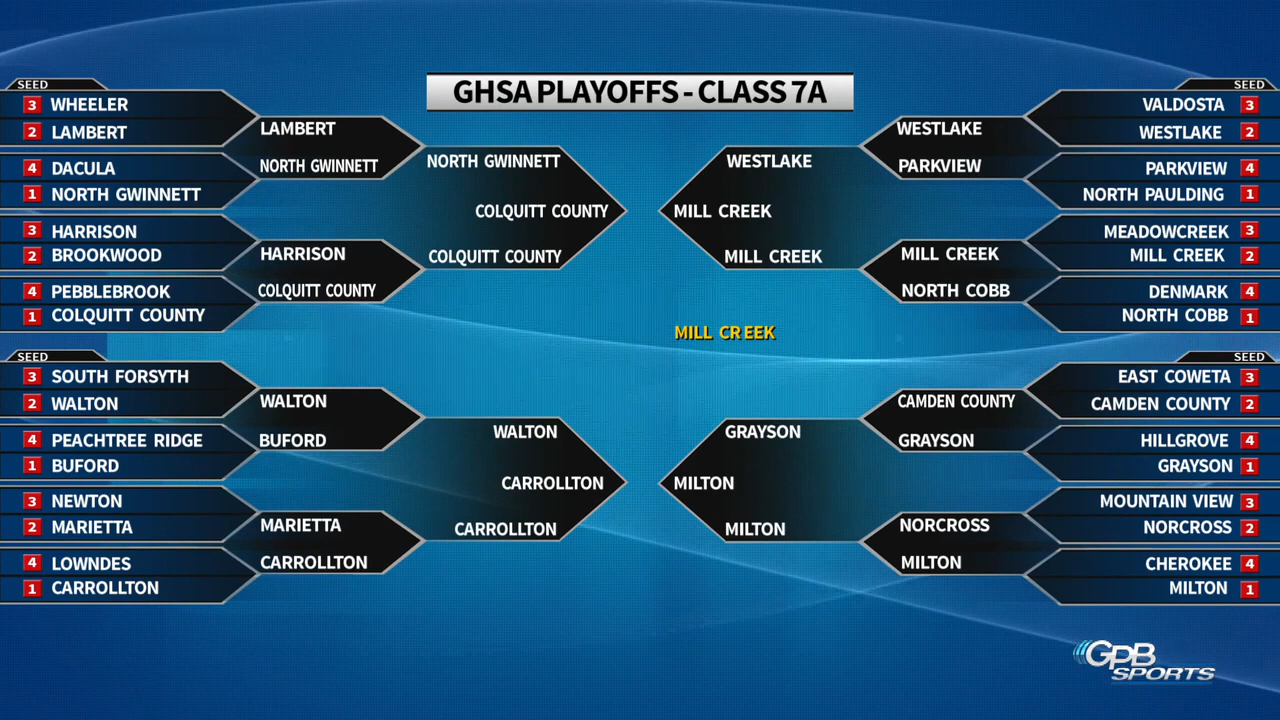 GHSA PLAYOFFS - CLASS 7A
SEED
3 WHEELER
2 LAMBERT
4 DACULA
1 NORTH GWINNETT
3 HARRISON
2 BROOKWOOD
4 PEBBLEBROOK
1 COLQUITT COUNTY
LAMBERT
NORTH GWINNETT
HARRISON
COLQUITT COUNTY
NORTH GWINNETT
COLQUITT COUNTY
COLQUITT COUNTY
SEED
3 SOUTH FORSYTH
2 WALTON
4 PEACHTREE RIDGE
1 BUFORD
3 NEWTON
2 MARIETTA
4 LOWNDES
1 CARROLLTON
WALTON
BUFORD
MARIETTA
CARROLLTON
WALTON
CARROLLTON
CARROLLTON
MILL CREEK
WESTLAKE
MILL CREEK
MILL CREEK
WESTLAKE
PARKVIEW
MILL CREEK
NORTH COBB
SEED
VALDOSTA 3
WESTLAKE 2
PARKVIEW 4
NORTH PAULDING 1
MEADOWCREEK 3
MILL CREEK 2
DENMARK 4
NORTH COBB 1
GRAYSON
MILTON
MILTON
CAMDEN COUNTY
GRAYSON
NORCROSS
MILTON
SEED
EAST COWETA 3
CAMDEN COUNTY 2
HILLGROVE 4
GRAYSON 1
MOUNTAIN VIEW 3
NORCROSS 2
CHEROKEE 4
MILTON 1
GPB
SPORTS